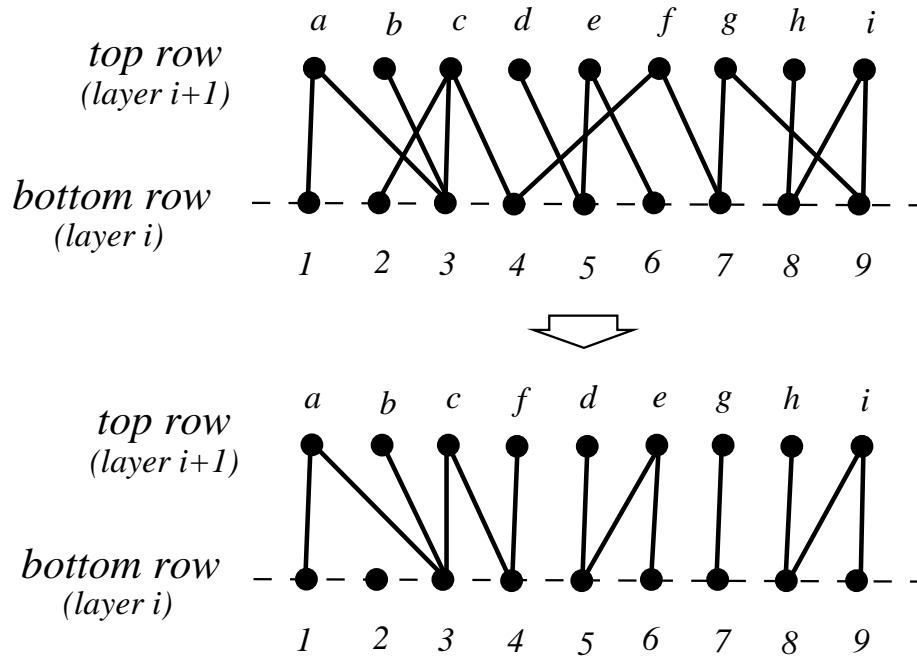 a b c d e f g h i
top row
(layer i+1)
bottom row
(layer i)
1 2 3 4 5 6 7 8 9
a b c f d e g h i
top row
(layer i+1)
bottom row
(layer i)
1 2 3 4 5 6 7 8 9